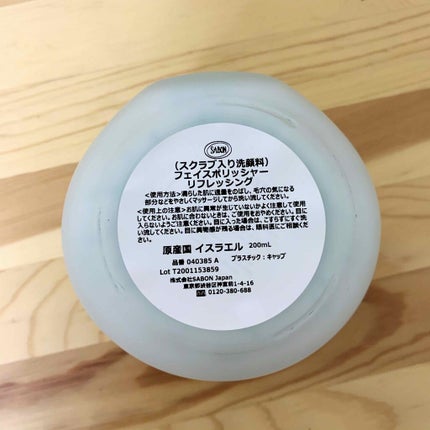 SABON
(スクラブ入り洗顔料)
フェイスポリッシャー
リフレッシング
<使用方法>濡らした肌に適量をのばし、毛穴の気になる
部分などをやさしくマッサージしてから洗い流してください。
<使用上の注意>お肌に異常が生じていないかよく注意して使用
してください。お肌に合わないときは、ご使用をおやめください。目に
入らないようご注意ください。目に入った場合は、こすらずにすぐ洗
い流してください。目に異物感が残る場合は、眼科医にご相談くだ
さい。
原産国 イスラエル 200mL
品番 040385 A プラスチック:キャップ
Lot T2001153859
株式会社SABON Japan
東京都渋谷区神宮前1-4-16
0120-380-688